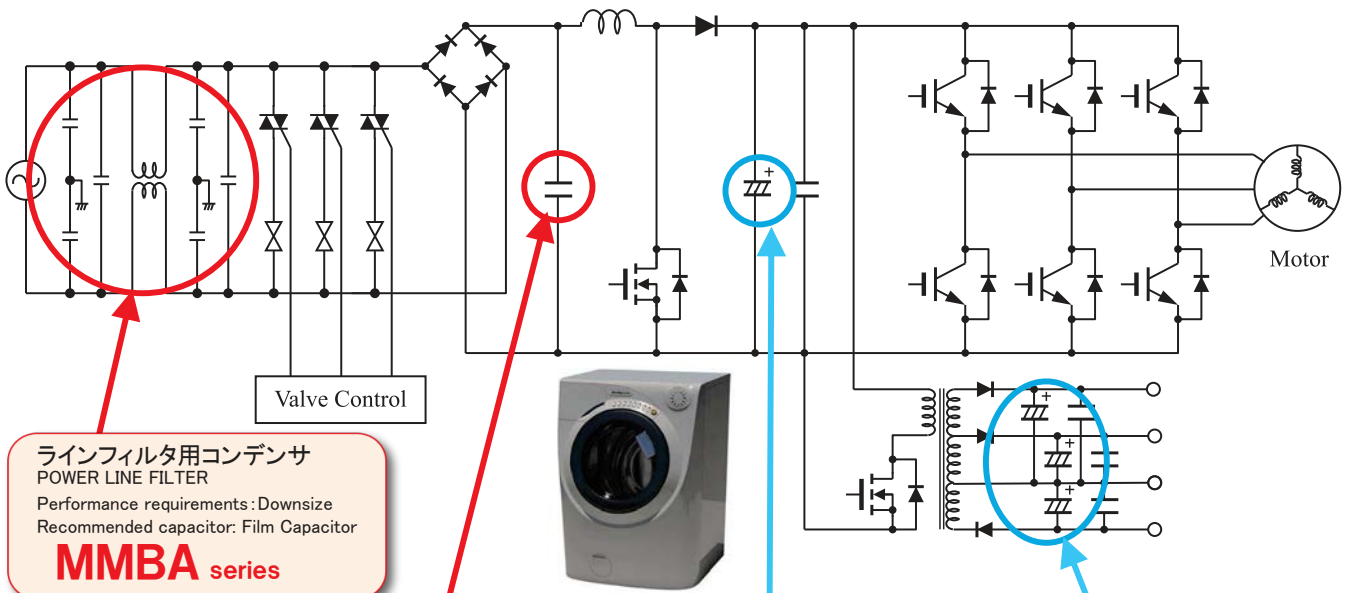 Motor
Valve Control
ラインフィルタ用コンデンサ
POWER LINE FILTER
Performance requirements: Downsize
Recommended capacitor: Film Capacitor
MMBA series
+
+
+
+